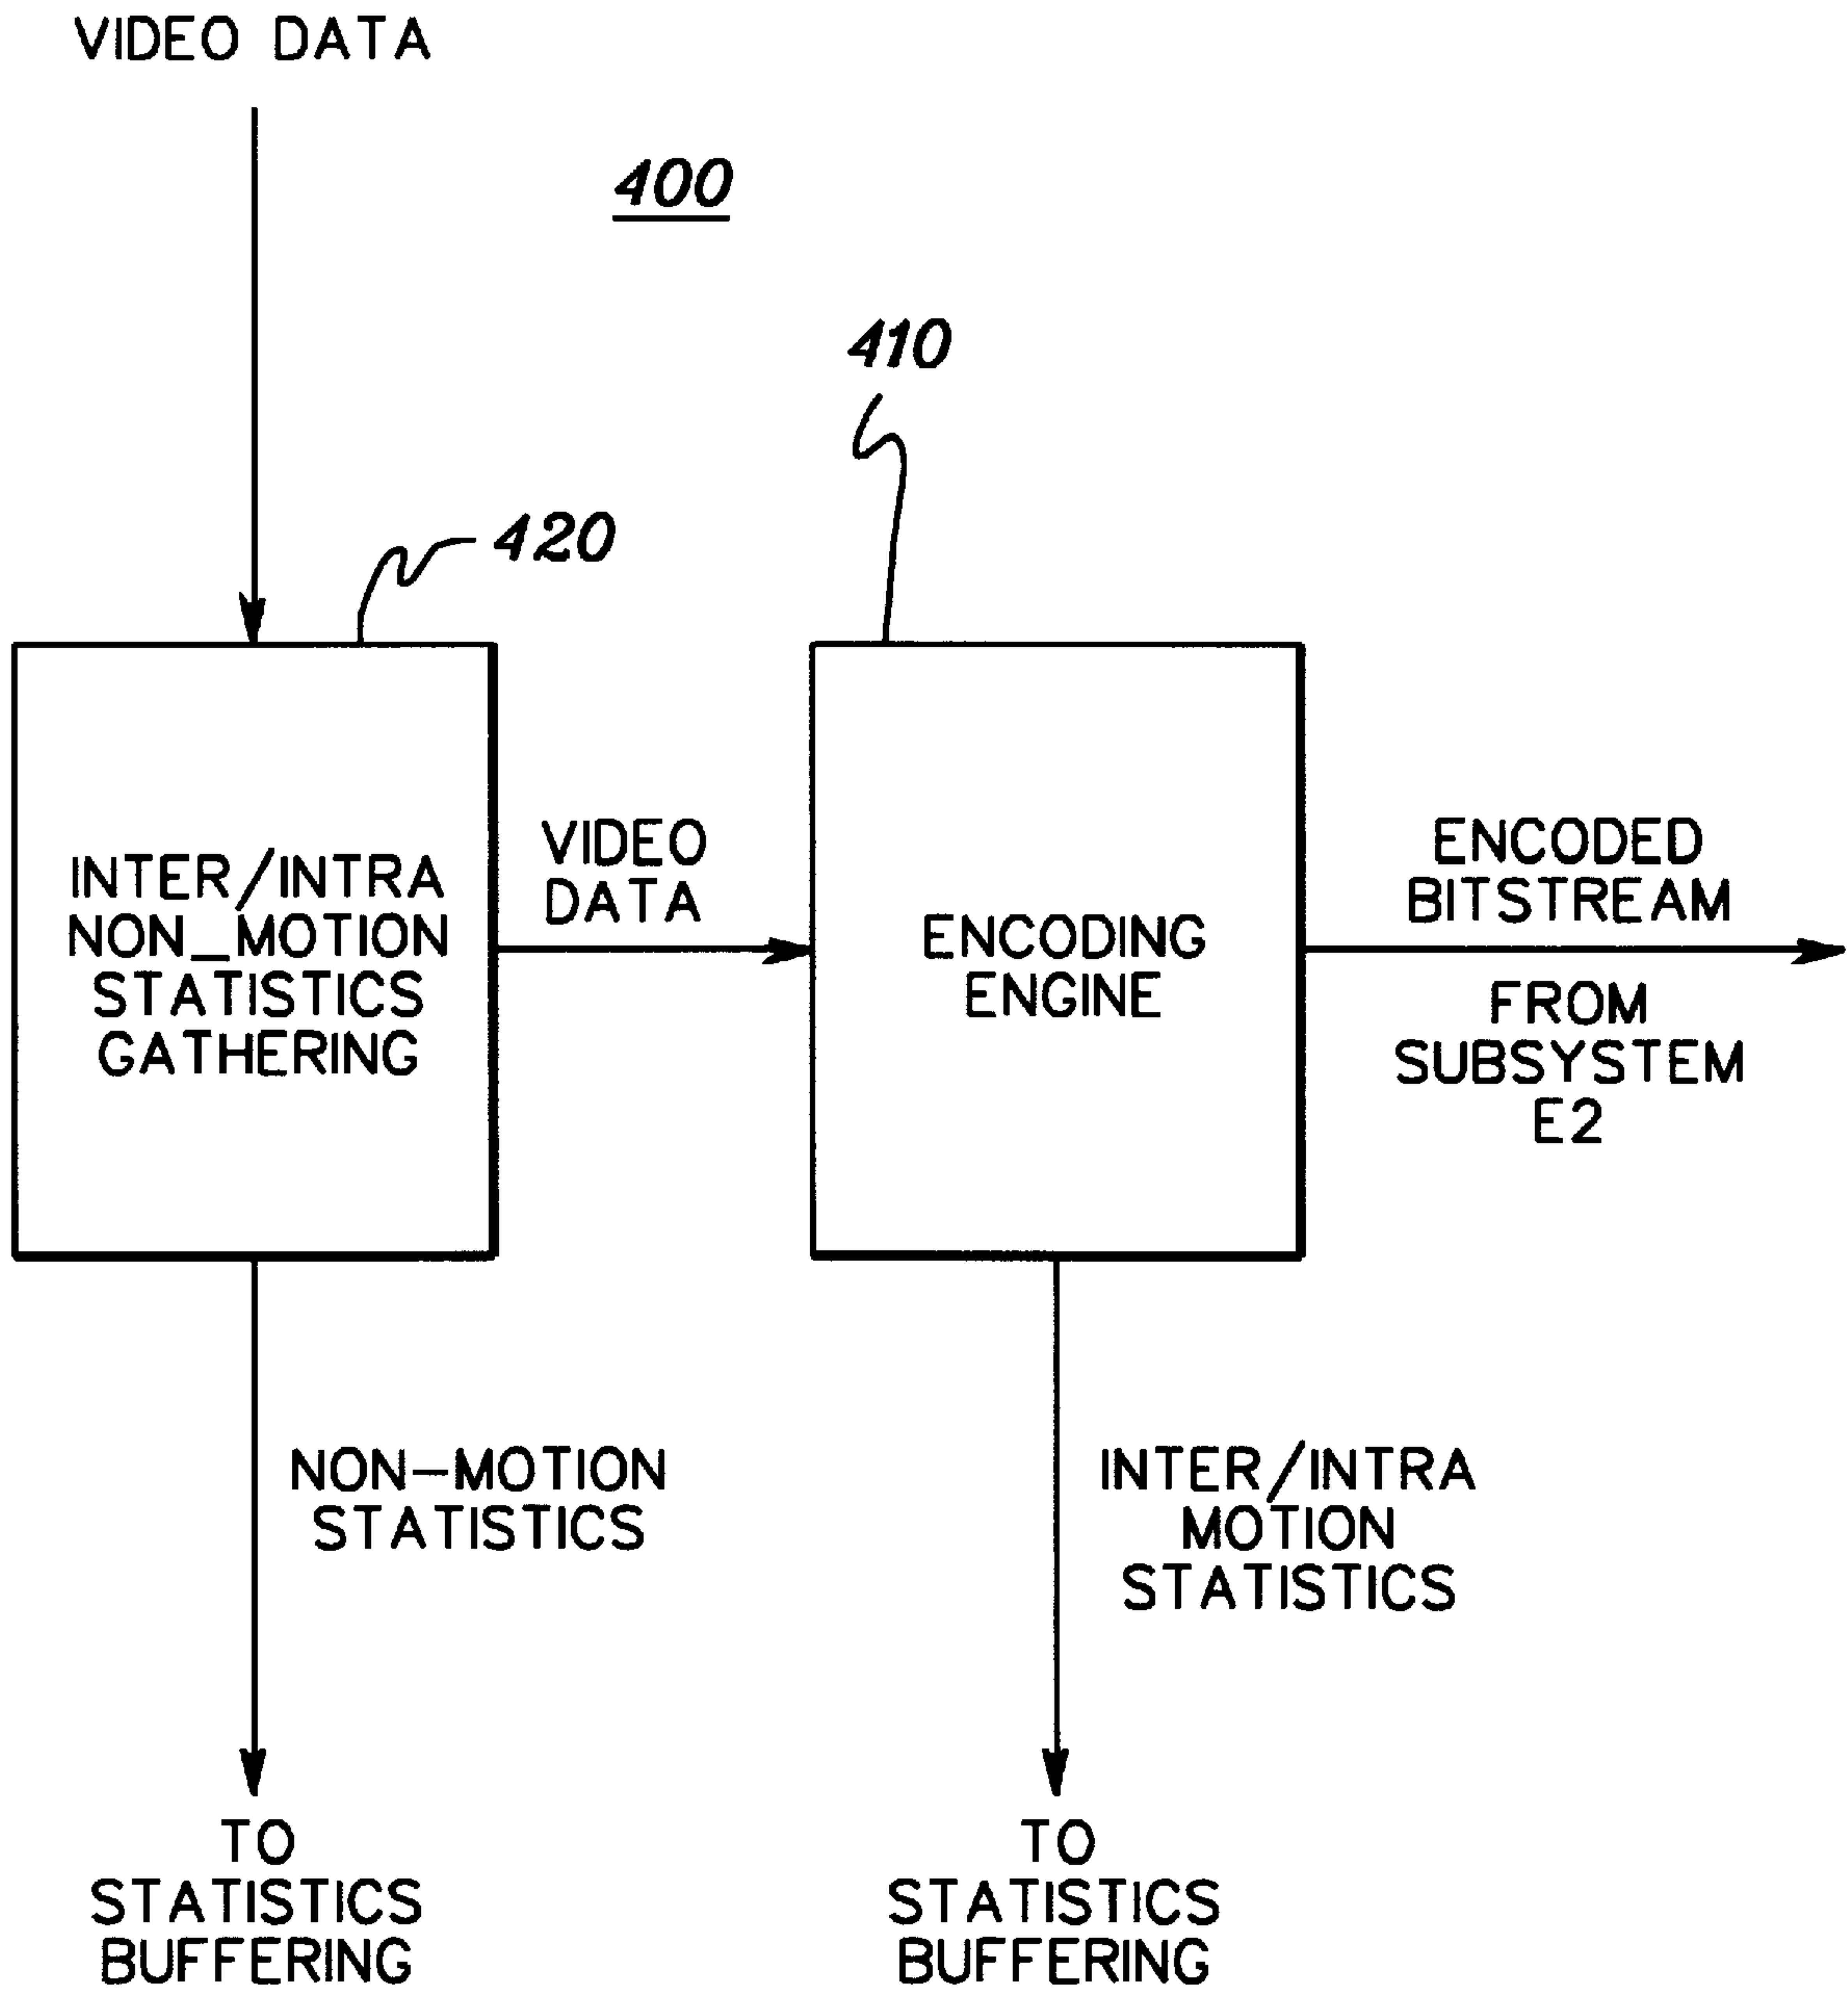 VIDEO DATA
400
410
420
INTER/INTRA
NON_MOTION
STATISTICS
GATHERING
VIDEO
DATA
ENCODING
ENGINE
ENCODED
BITSTREAM
FROM
SUBSYSTEM
E2
NON-MOTION
STATISTICS
INTER/INTRA
MOTION
STATISTICS
TO
STATISTICS
BUFFERING
TO
STATISTICS
BUFFERING